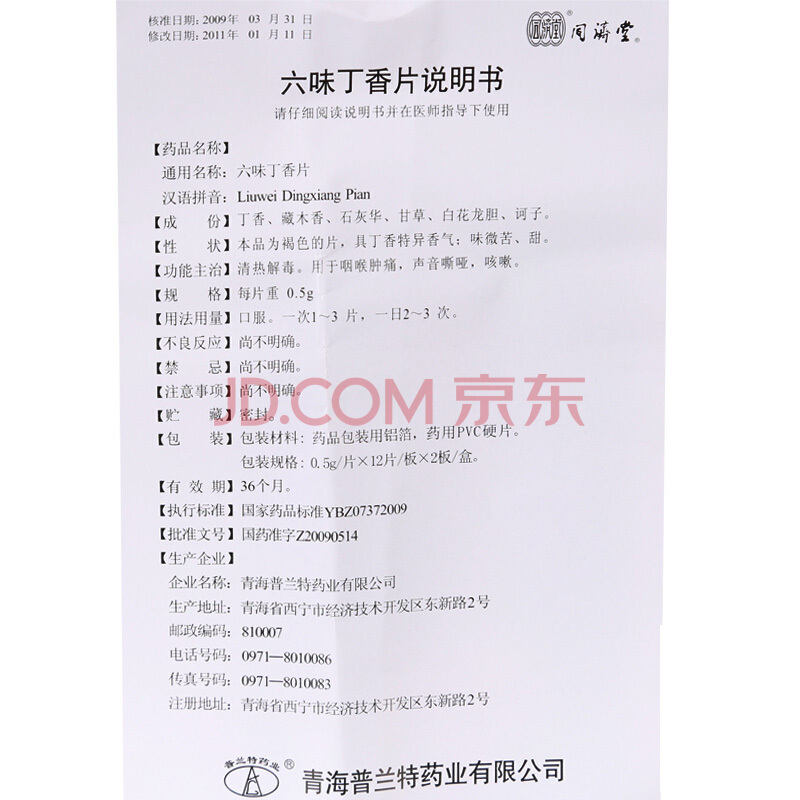 核准日期：2009年 03 月 31 日
修改日期：2011年 01 月 11 日
同濟堂 同濟堂®
六味丁香片说明书
请仔细阅读说明书并在医师指导下使用
【药品名称】
通用名称：六味丁香片
汉语拼音：Liuwei Dingxiang Pian
【成 份】丁香、藏木香、石灰华、甘草、白花龙胆、诃子。
【性 状】本品为褐色的片，具丁香特异香气；味微苦、甜。
【功能主治】清热解毒。用于咽喉肿痛，声音嘶哑，咳嗽。
【规 格】每片重 0.5g
【用法用量】口服。一次1～3 片，一日2～3 次。
【不良反应】尚不明确。
【禁 忌】尚不明确。
【注意事项】尚不明确。
JD.COM 京东
【贮 藏】密封。
【包 装】包装材料：药品包装用铝箔，药用PVC硬片。
包装规格：0.5g/片×12片/板×2板/盒。
【有 效 期】36个月。
【执行标准】国家药品标准YBZ07372009
【批准文号】国药准字Z20090514
【生产企业】
企业名称：青海普兰特药业有限公司
生产地址：青海省西宁市经济技术开发区东新路2号
邮政编码：810007
电话号码：0971—8010086
传真号码：0971—8010083
注册地址：青海省西宁市经济技术开发区东新路2号
普兰特药业® 青海普兰特药业有限公司